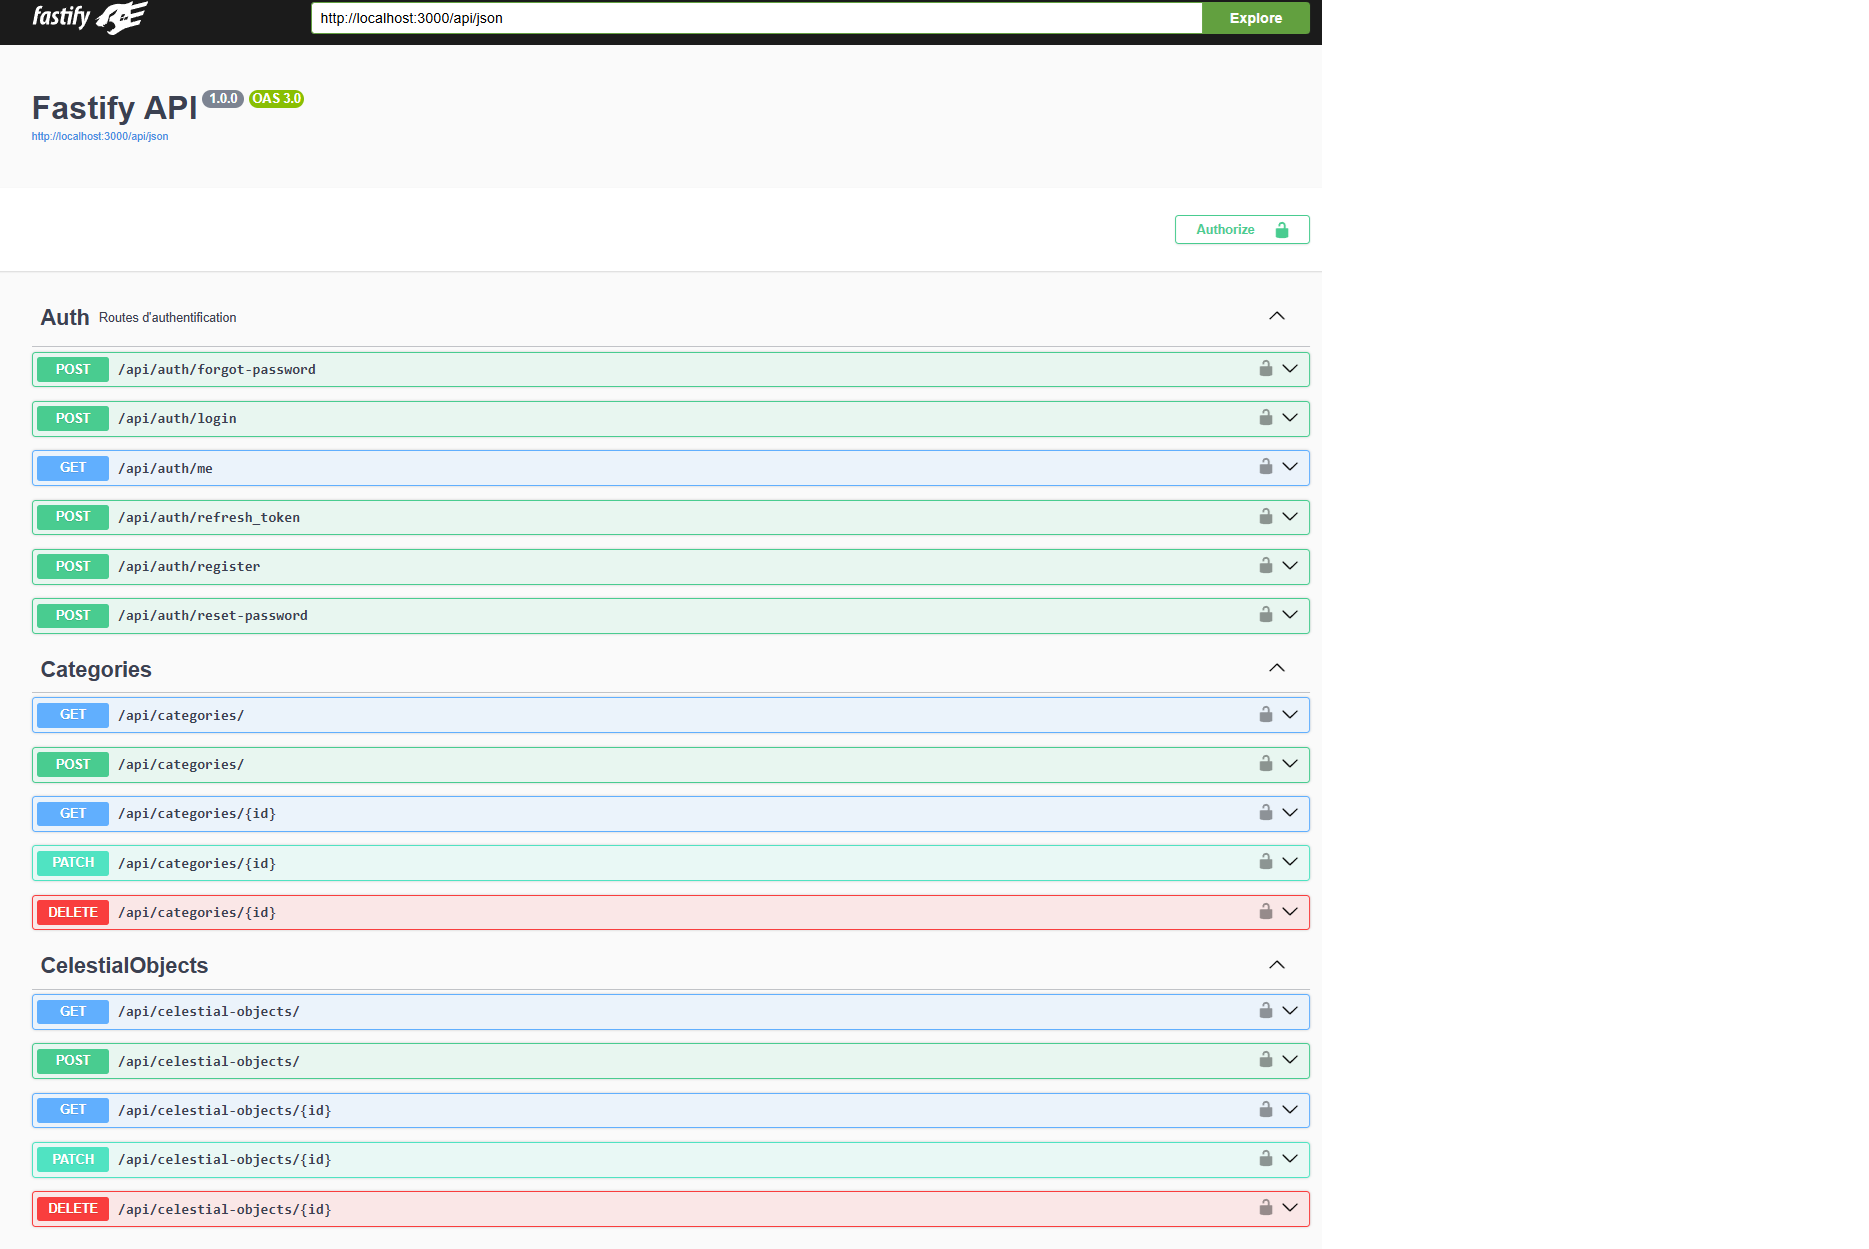 fastify
http://localhost:3000/api/json Explore
Fastify API 1.0.0 OAS 3.0
http://localhost:3000/api/json
Authorize
Auth Routes d'authentification
POST /api/auth/forgot-password
POST /api/auth/login
GET /api/auth/me
POST /api/auth/refresh_token
POST /api/auth/register
POST /api/auth/reset-password
Categories
GET /api/categories/
POST /api/categories/
GET /api/categories/{id}
PATCH /api/categories/{id}
DELETE /api/categories/{id}
CelestialObjects
GET /api/celestial-objects/
POST /api/celestial-objects/
GET /api/celestial-objects/{id}
PATCH /api/celestial-objects/{id}
DELETE /api/celestial-objects/{id}